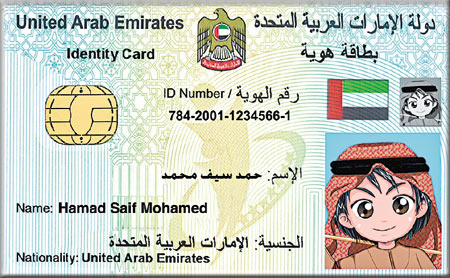 United Arab Emirates دولة الإمارات العربية المتحدة
Identity Card بطاقة هوية
ID Number / رقم الهوية
784-2001-1234566-1
الإسم: حمد سيف محمد
Name: Hamad Saif Mohamed
الجنسية: الإمارات العربية المتحدة
Nationality: United Arab Emirates